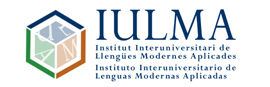 IULMA
Institut Interuniversitari de
Llengües Modernes Aplicades
Instituto Interuniversitario de
Lenguas Modernas Aplicadas